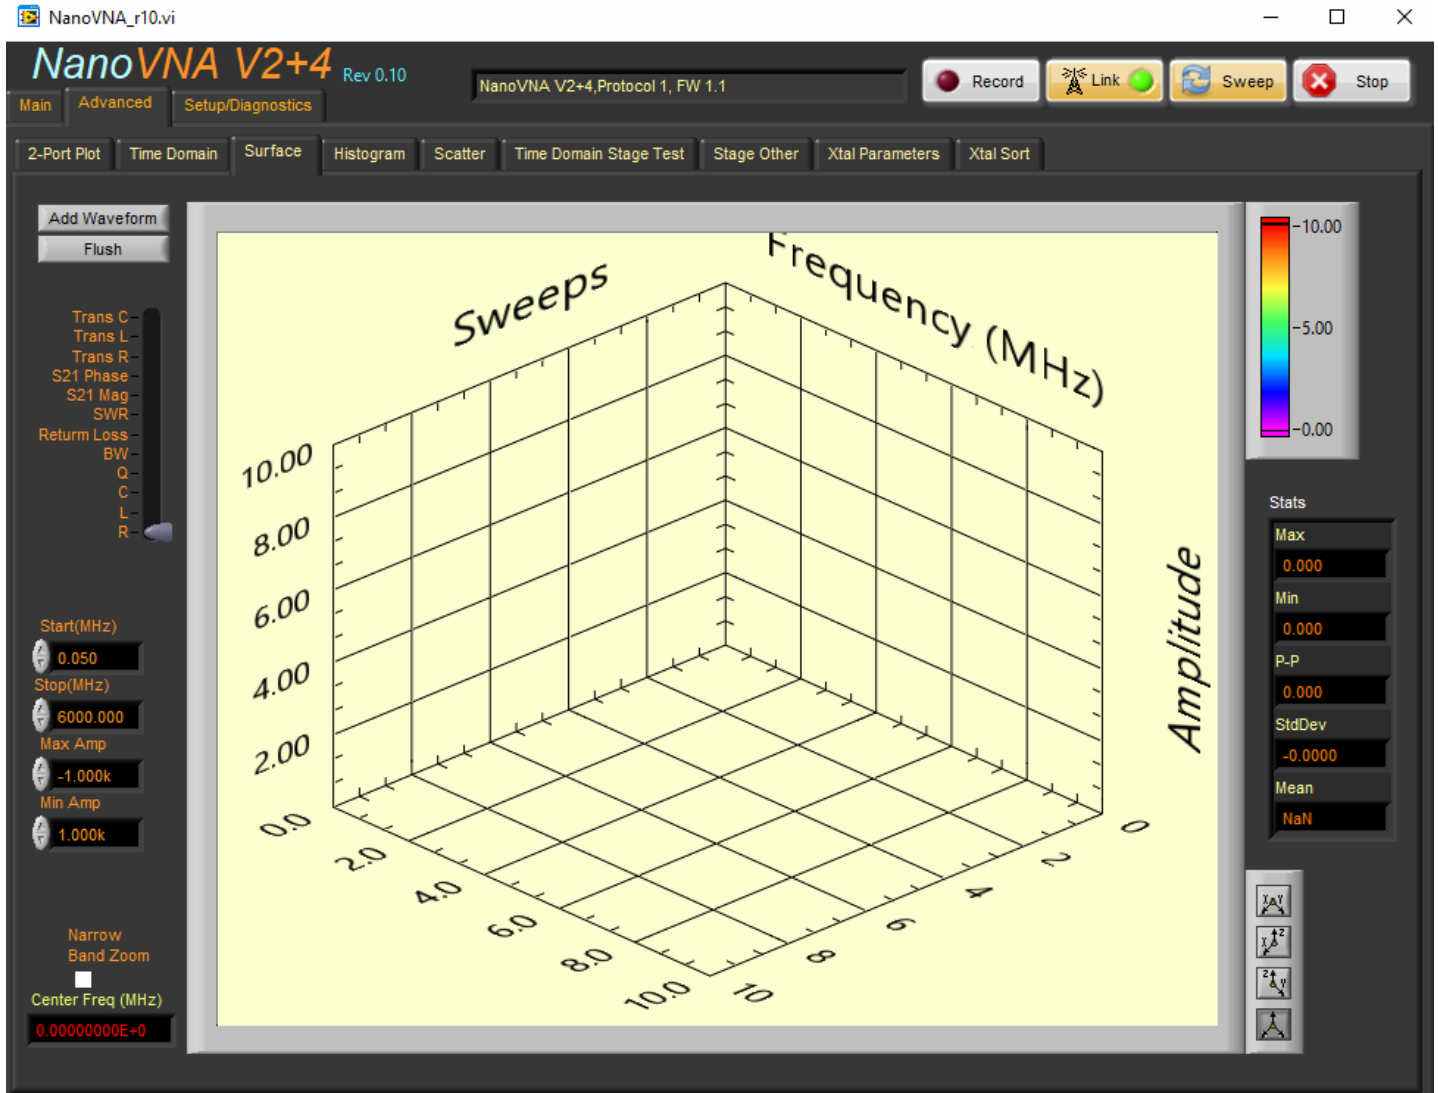 NanoVNA_r10.vi
NanoVNA V2+4 Rev 0.10
NanoVNA V2+4,Protocol 1, FW 1.1
Record
Link
Sweep
Stop
Main
Advanced
Setup/Diagnostics
2-Port Plot
Time Domain
Surface
Histogram
Scatter
Time Domain Stage Test
Stage Other
Xtal Parameters
Xtal Sort
Add Waveform
Flush
Trans C
Trans L
Trans R
S21 Phase
S21 Mag
SWR
Returm Loss
BW
Q
C
L
R
Start(MHz)
0.050
Stop(MHz)
6000.000
Max Amp
-1.000k
Min Amp
1.000k
Narrow
Band Zoom
Center Freq (MHz)
0.00000000E+0
Sweeps
Frequency (MHz)
Amplitude
10.00
8.00
6.00
4.00
2.00
0.0
2.0
4.0
6.0
8.0
10.0
10
8
6
4
2
0
10.00
5.00
0.00
Stats
Max
0.000
Min
0.000
P-P
0.000
StdDev
-0.0000
Mean
NaN
X Y
X Z
Z Y